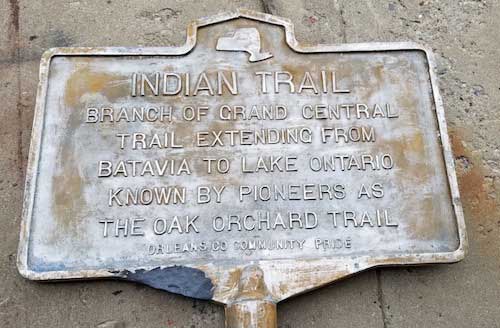 INDIAN TRAIL
BRANCH OF GRAND CENTRAL
TRAIL EXTENDING FROM
BATAVIA TO LAKE ONTARIO
KNOWN BY PIONEERS AS
THE OAK ORCHARD TRAIL
ORLEANS CO COMMUNITY PRIDE